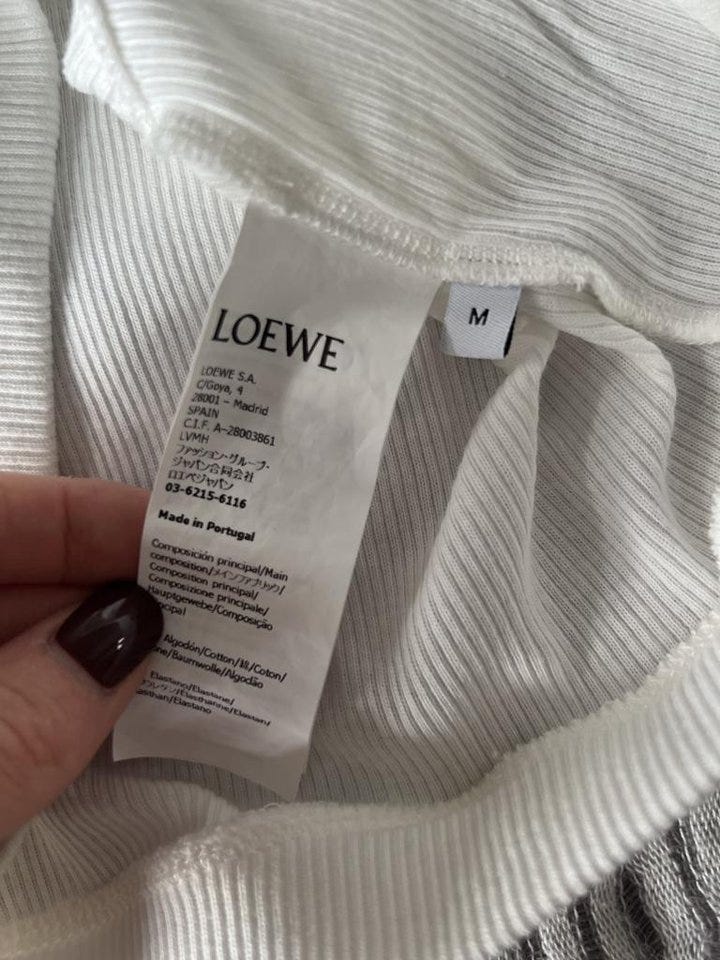 LOEWE
M
LOEWE S.A.
C/Goya, 4
28001 - Madrid
SPAIN
C.I.F. A-28003861
LVMH
ファッション・グループ・
ジャパン合同会社
ロエベジャパン
03-6215-6116
Made in Portugal
Composición principal/Main
composition/メインファブリック/
Composition principal/
Composizione principale/
Hauptgewebe/Composição
Algodón/Cotton/綿/Coton/
/Baumwolle/Algodão
Elastano/Elastane/
/Elasthanne/Elastan/
/Elastano